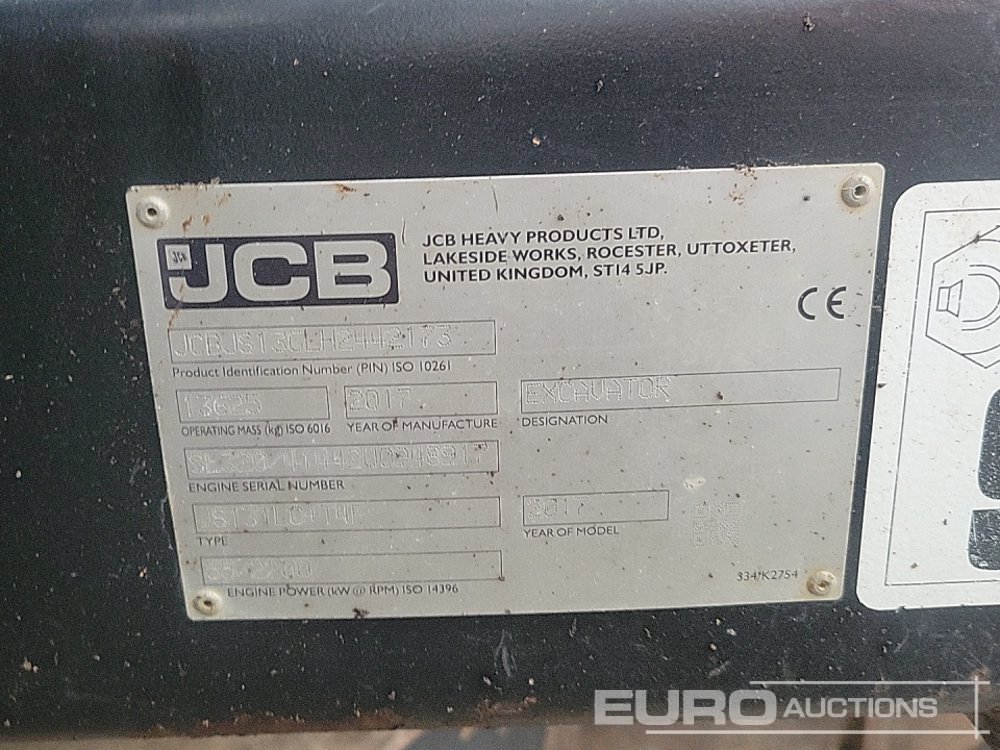 JCB
JCB HEAVY PRODUCTS LTD,
LAKESIDE WORKS, ROCESTER, UTTOXETER,
UNITED KINGDOM, ST14 5JP.
CE
JCBJS13CLH2442173
Product Identification Number (PIN) ISO 10261
13625
2017
EXCAVATOR
OPERATING MASS (kg) ISO 6016
YEAR OF MANUFACTURE
DESIGNATION
ENGINE SERIAL NUMBER
2017
TYPE
YEAR OF MODEL
ENGINE POWER (kW @ RPM) ISO 14396
334/K2754
EURO AUCTIONS